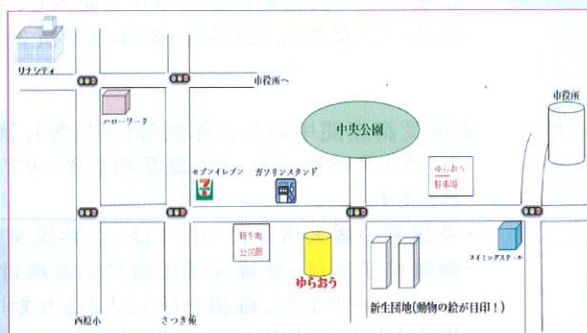 リナシティ
市役所へ
ハローワーク
市役所
中央公園
セブンイレブン
ガソリンスタンド
ゆらおう
駐車場
新生町
公民館
ゆらおう
スイミングスクール
新生団地(動物の絵が目印！)
西原小
さつき苑